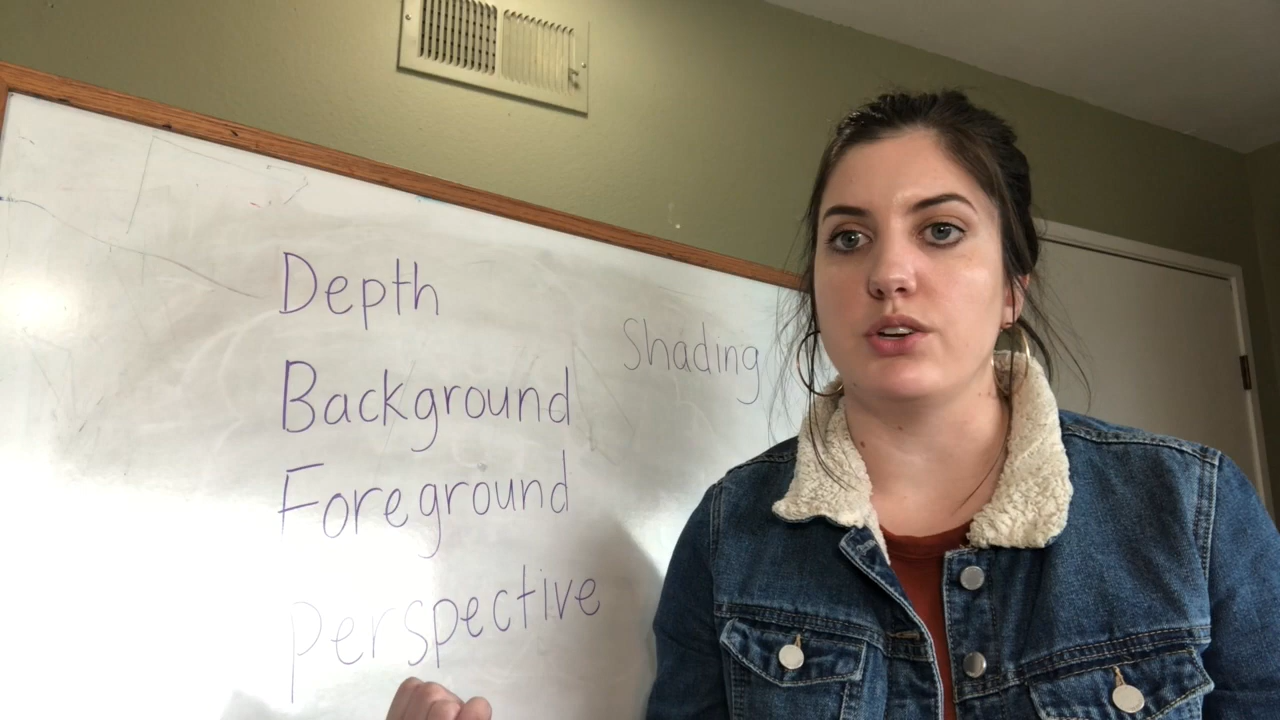 Depth
Shading
Background
Foreground
Perspective